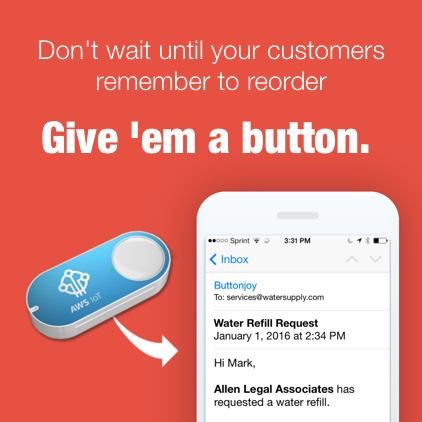 Don't wait until your customers
remember to reorder
Give 'em a button.
AWS IoT
Sprint 3:31 PM
Inbox
Buttonjoy
To: services@watersupply.com
Water Refill Request
January 1, 2016 at 2:34 PM
Hi Mark,
Allen Legal Associates has
requested a water refill.